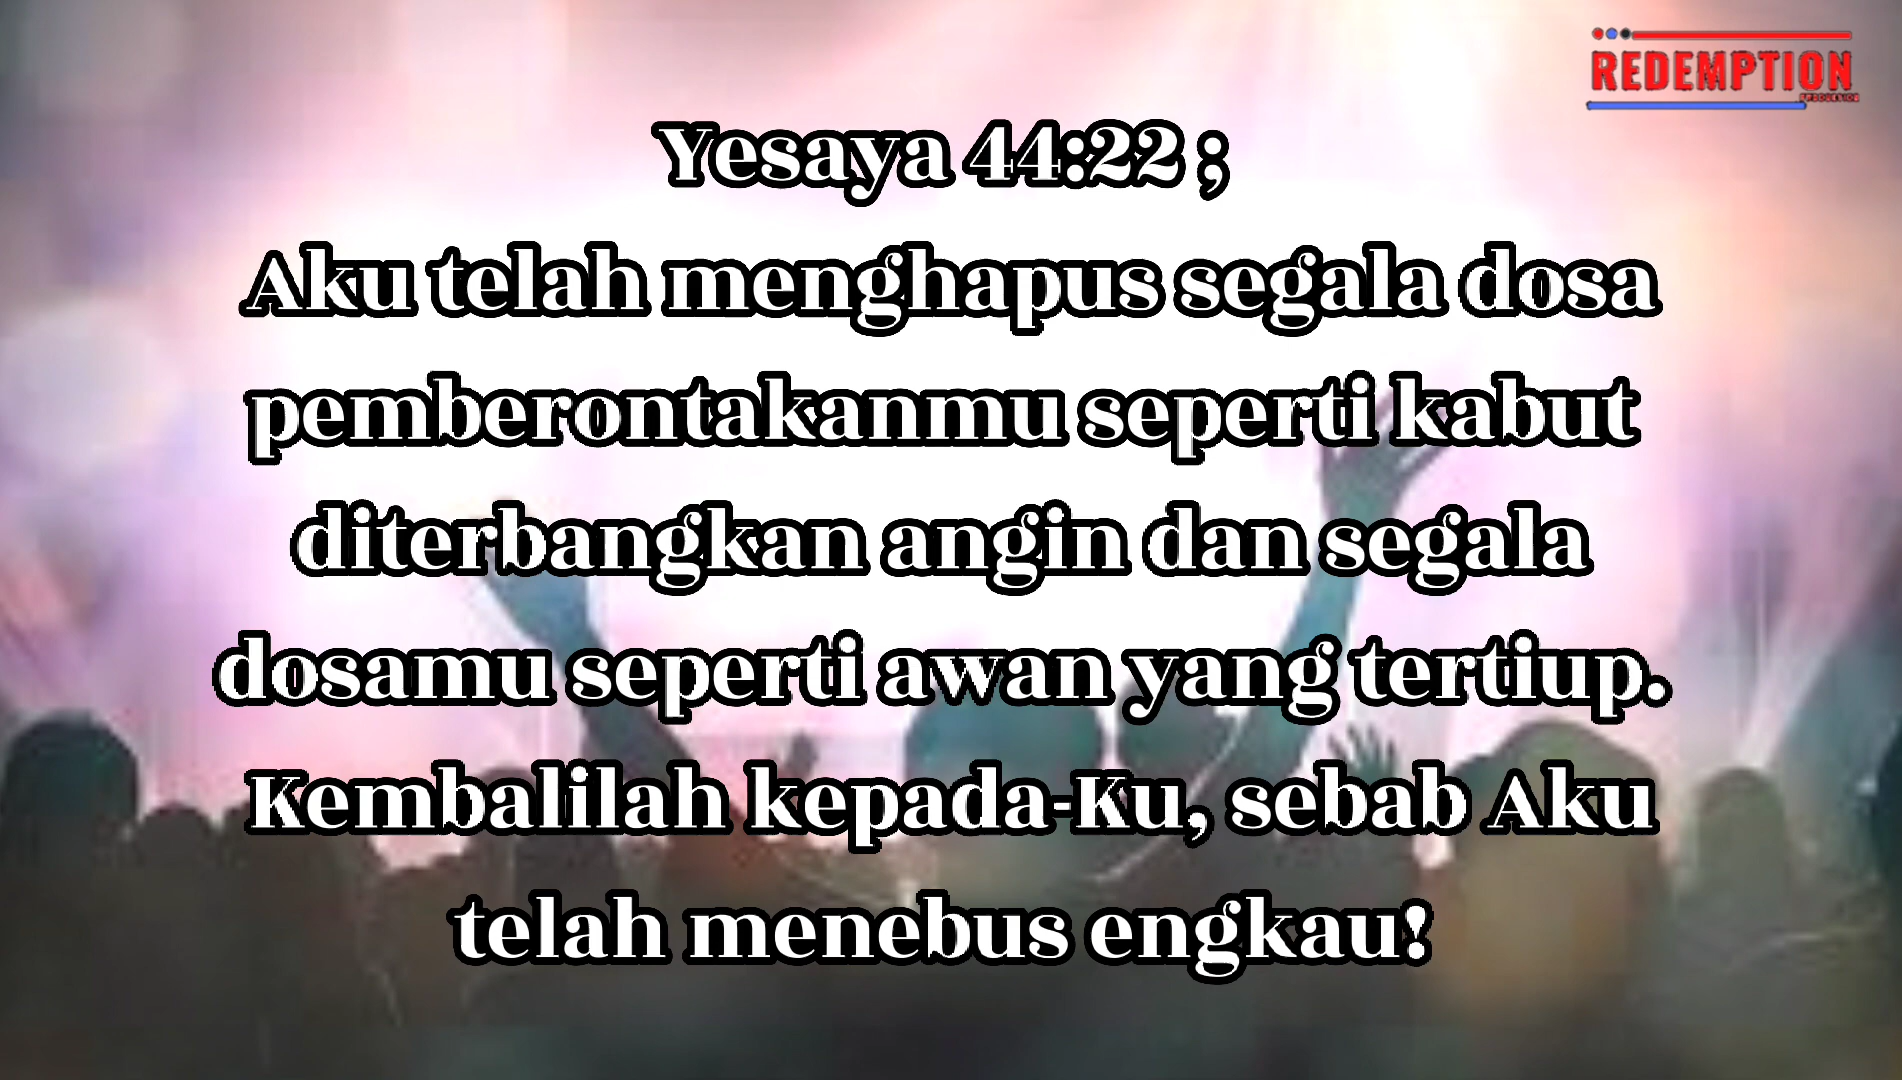 REDEMPTION
Yesaya 44:22 ;
Aku telah menghapus segala dosa
pemberontakanmu seperti kabut
diterbangkan angin dan segala
dosamu seperti awan yang tertiup.
Kembalilah kepada-Ku, sebab Aku
telah menebus engkau!